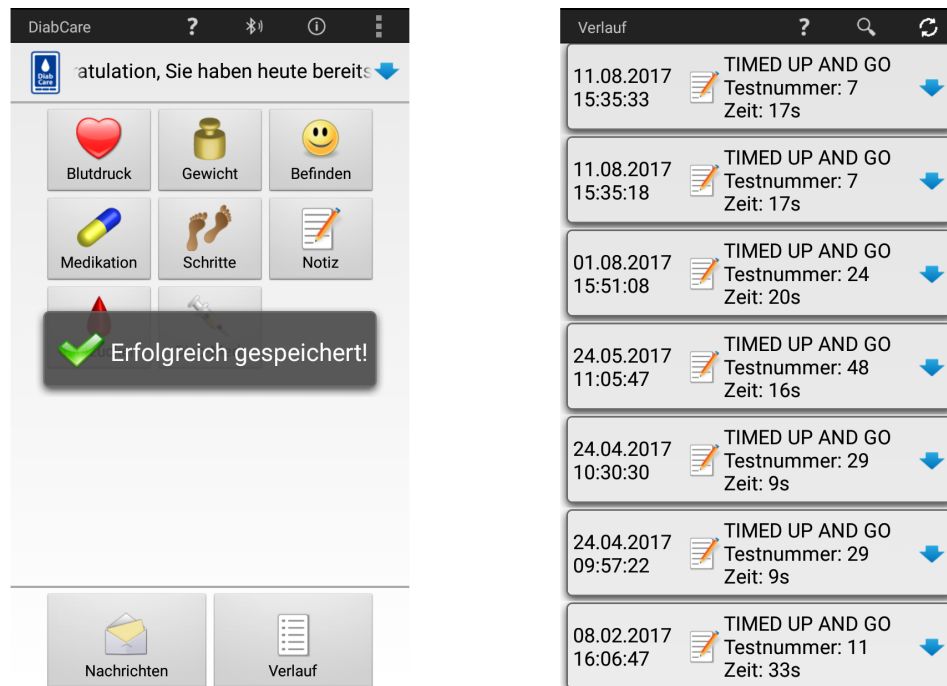 DiabCare
?
Diab
Care
atulation, Sie haben heute bereits
Blutdruck
Gewicht
Befinden
Medikation
Schritte
Notiz
Erfolgreich gespeichert!
Nachrichten
Verlauf
Verlauf
?
11.08.2017
15:35:33
TIMED UP AND GO
Testnummer: 7
Zeit: 17s
11.08.2017
15:35:18
TIMED UP AND GO
Testnummer: 7
Zeit: 17s
01.08.2017
15:51:08
TIMED UP AND GO
Testnummer: 24
Zeit: 20s
24.05.2017
11:05:47
TIMED UP AND GO
Testnummer: 48
Zeit: 16s
24.04.2017
10:30:30
TIMED UP AND GO
Testnummer: 29
Zeit: 9s
24.04.2017
09:57:22
TIMED UP AND GO
Testnummer: 29
Zeit: 9s
08.02.2017
16:06:47
TIMED UP AND GO
Testnummer: 11
Zeit: 33s